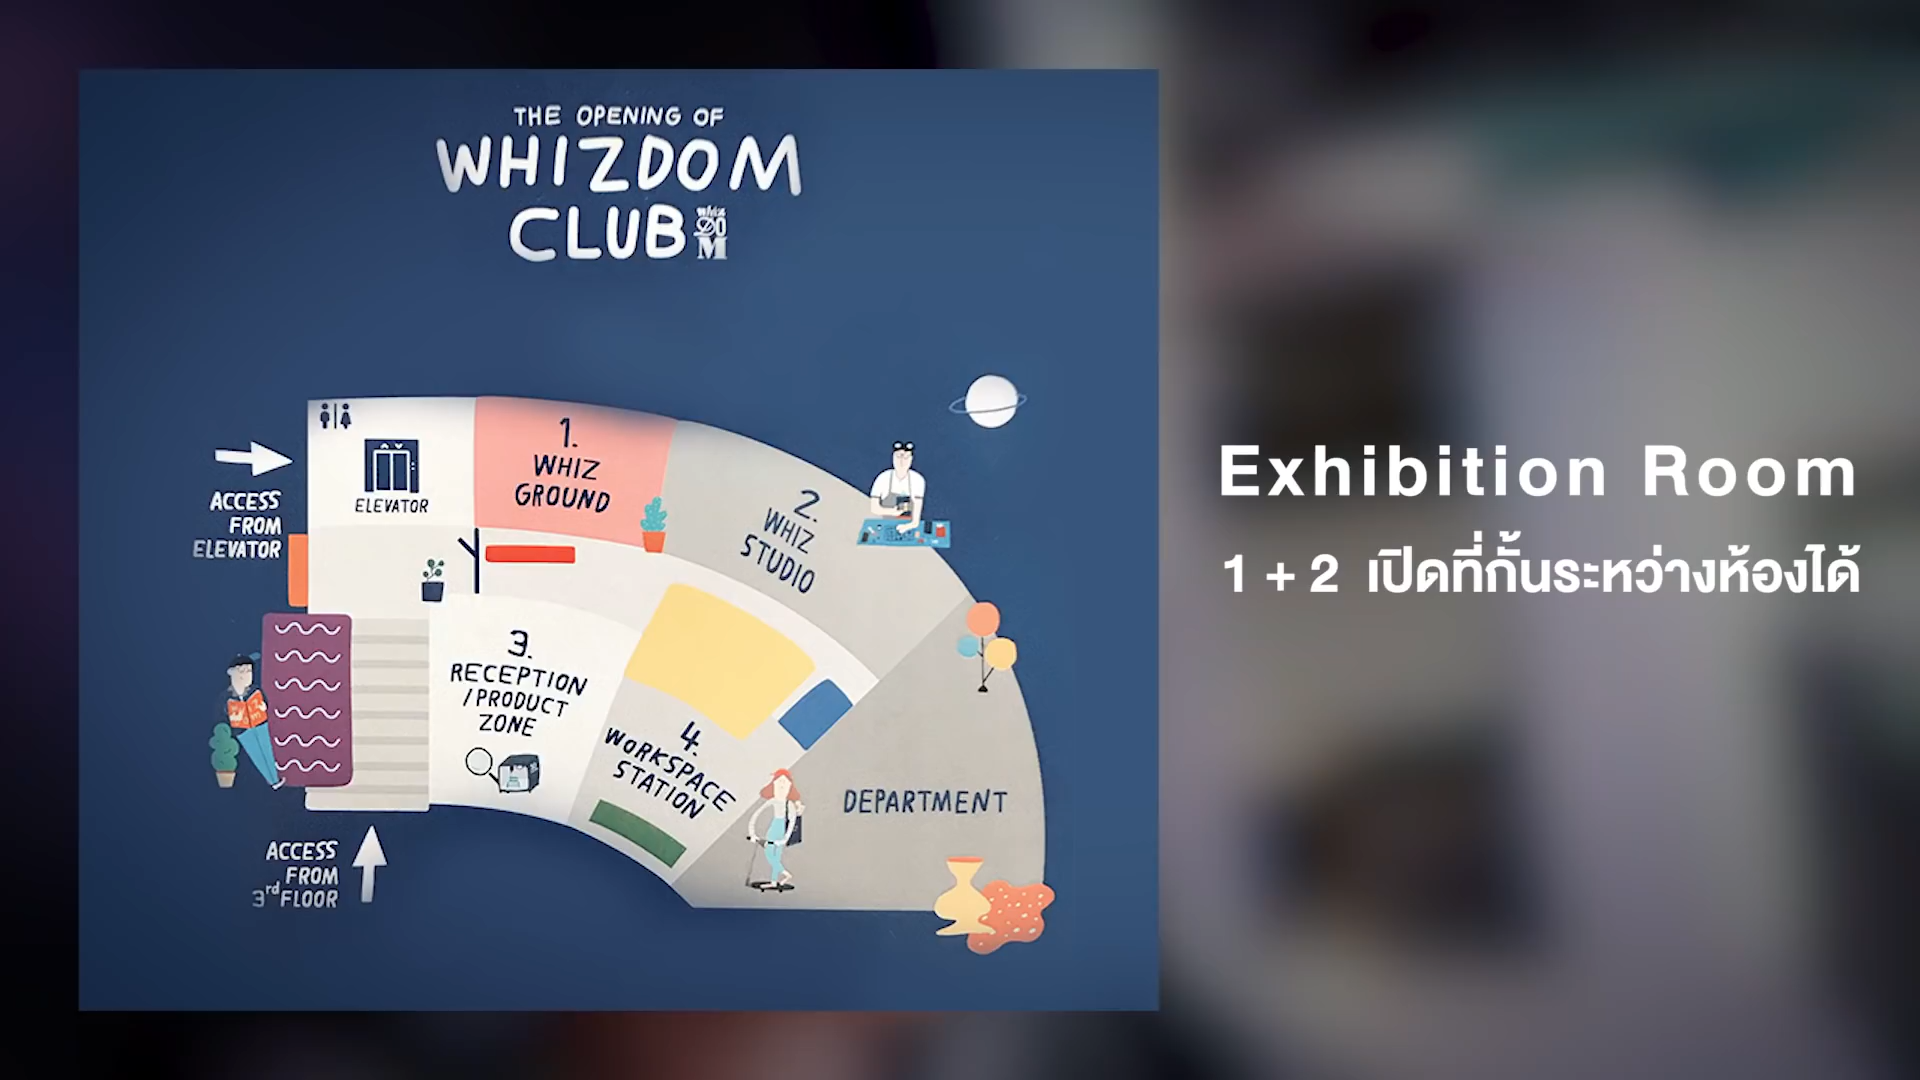 THE OPENING OF
WHIZDOM
CLUB
whiz
DO
M
1.
WHIZ
GROUND
2.
WHIZ
STUDIO
ELEVATOR
ACCESS
FROM
ELEVATOR
3.
RECEPTION
/PRODUCT
ZONE
4.
WORKSPACE
STATION
DEPARTMENT
ACCESS
FROM
3rd FLOOR
Exhibition Room
1 + 2 เปิดที่กั้นระหว่างห้องได้